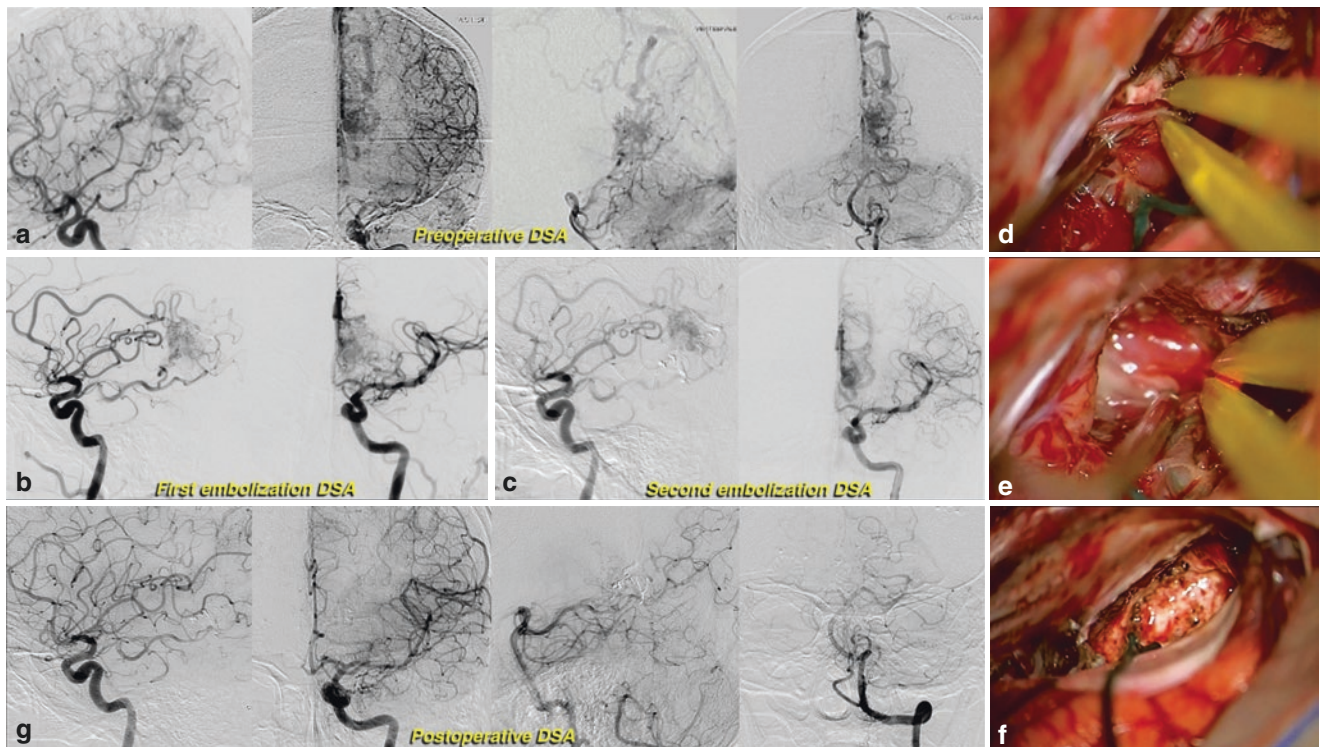 a
Preoperative DSA
d
b
First embolization DSA
c
Second embolization DSA
e
g
Postoperative DSA
f